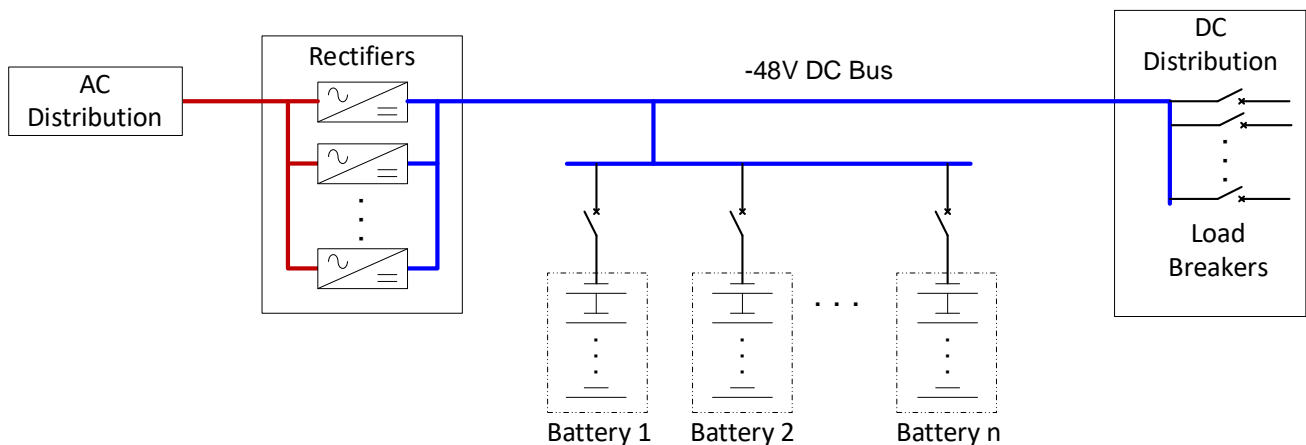 AC
Distribution
Rectifiers
-48V DC Bus
DC
Distribution
Load
Breakers
Battery 1
Battery 2
Battery n